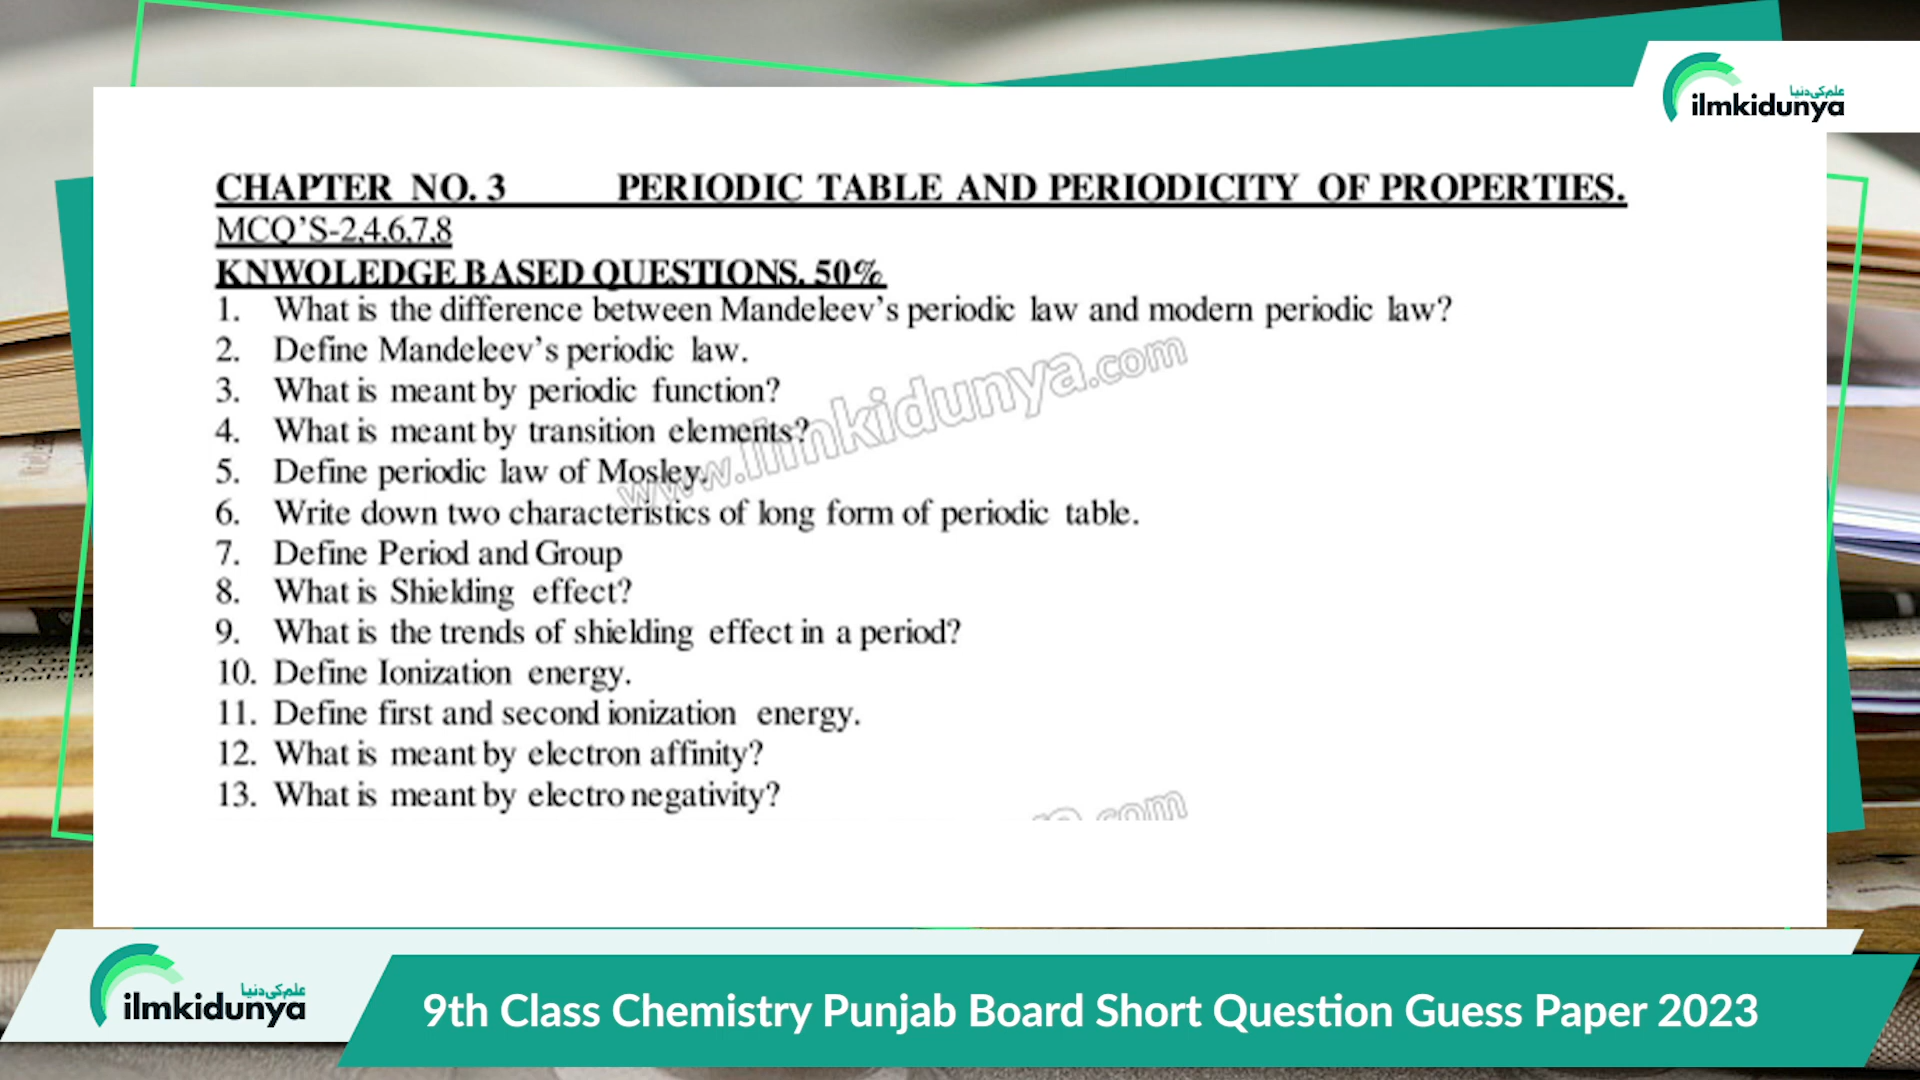 علم کی دنیا
ilmkidunya
CHAPTER NO. 3 PERIODIC TABLE AND PERIODICITY OF PROPERTIES.
MCQ’S-2,4,6,7,8
KNWOLEDGE BASED QUESTIONS. 50%
1. What is the difference between Mandeleev’s periodic law and modern periodic law?
2. Define Mandeleev’s periodic law.
3. What is meant by periodic function?
4. What is meant by transition elements?
5. Define periodic law of Mosley.
www.ilmkidunya.com
6. Write down two characteristics of long form of periodic table.
7. Define Period and Group
8. What is Shielding effect?
9. What is the trends of shielding effect in a period?
10. Define Ionization energy.
11. Define first and second ionization energy.
12. What is meant by electron affinity?
13. What is meant by electro negativity?
.com
علم کی دنیا
ilmkidunya
9th Class Chemistry Punjab Board Short Question Guess Paper 2023